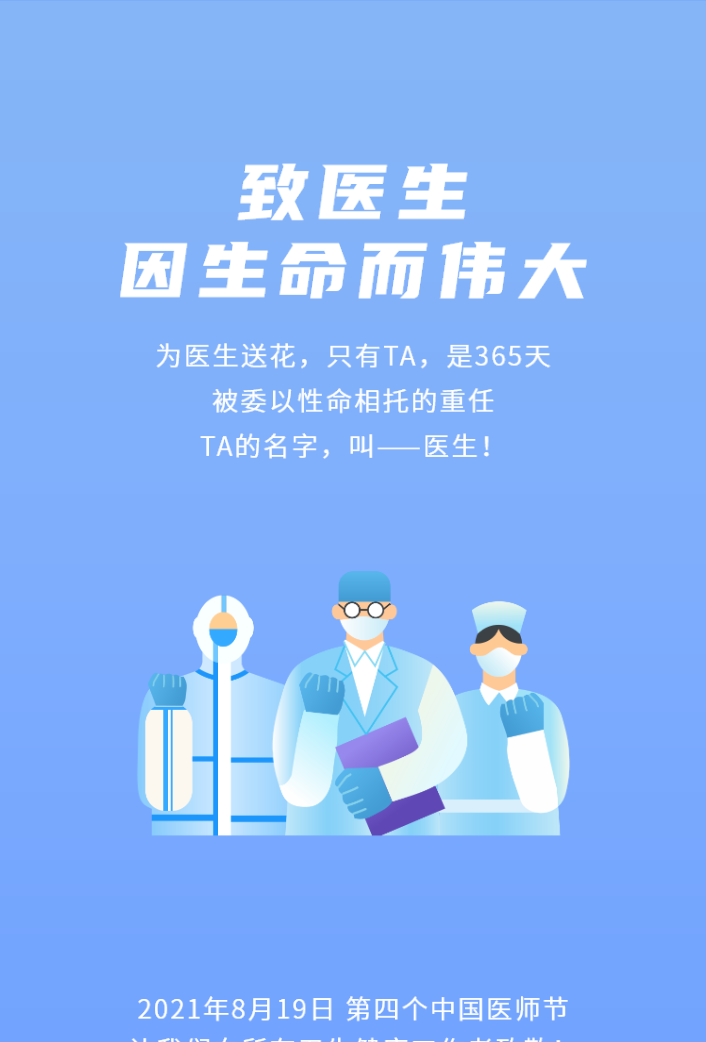 致医生
因生命而伟大
为医生送花，只有TA，是365天
被委以性命相托的重任
TA的名字，叫——医生！
2021年8月19日 第四个中国医师节